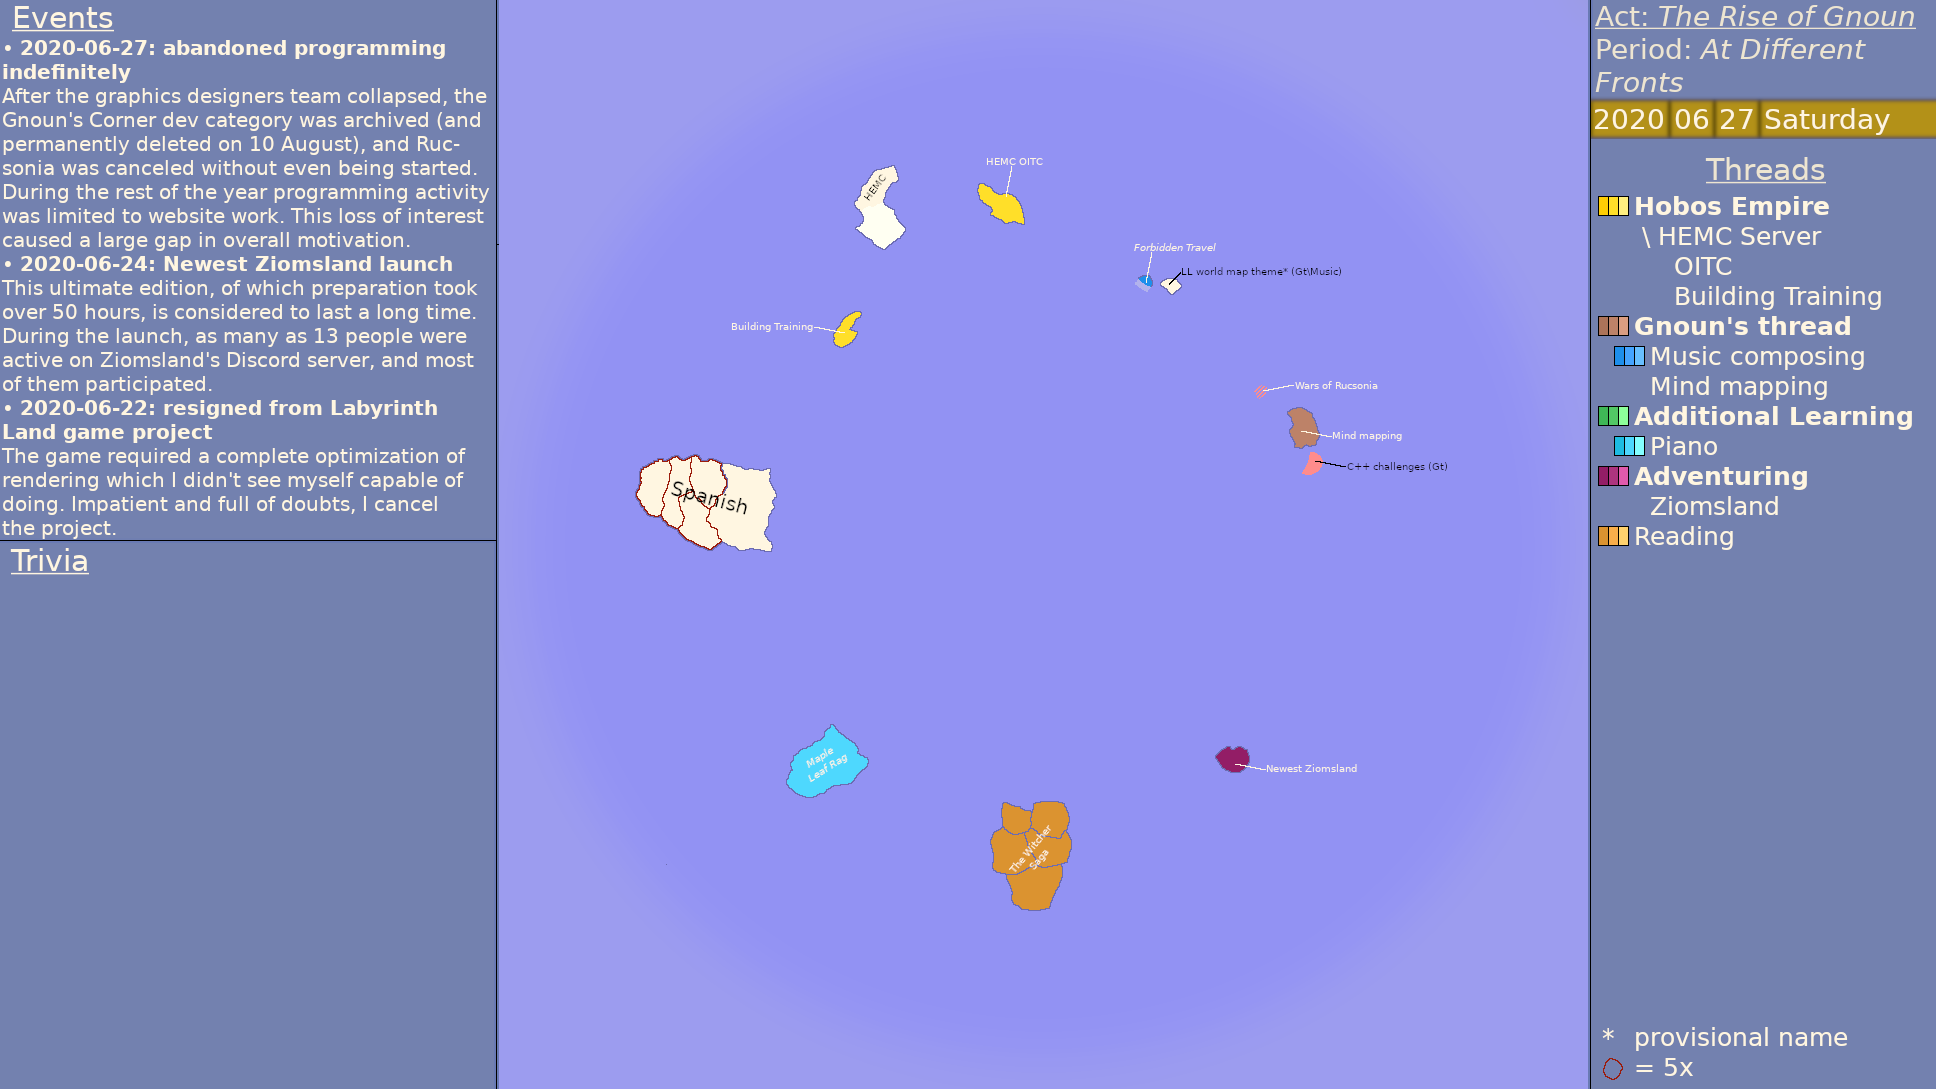 Events
• 2020-06-27: abandoned programming
indefinitely
After the graphics designers team collapsed, the
Gnoun's Corner dev category was archived (and
permanently deleted on 10 August), and Ruc-
sonia was canceled without even being started.
During the rest of the year programming activity
was limited to website work. This loss of interest
caused a large gap in overall motivation.
• 2020-06-24: Newest Ziomsland launch
This ultimate edition, of which preparation took
over 50 hours, is considered to last a long time.
During the launch, as many as 13 people were
active on Ziomsland's Discord server, and most
of them participated.
• 2020-06-22: resigned from Labyrinth
Land game project
The game required a complete optimization of
rendering which I didn't see myself capable of
doing. Impatient and full of doubts, I cancel
the project.
Trivia
HEMC
HEMC OITC
Forbidden Travel
LL world map theme* (Gt\Music)
Building Training
Wars of Rucsonia
Mind mapping
C++ challenges (Gt)
Spanish
Maple
Leaf Rag
Newest Ziomsland
The Witcher
Saga
Act: The Rise of Gnoun
Period: At Different
Fronts
2020 06 27 Saturday
Threads
Hobos Empire
\ HEMC Server
OITC
Building Training
Gnoun's thread
Music composing
Mind mapping
Additional Learning
Piano
Adventuring
Ziomsland
Reading
* provisional name
= 5x